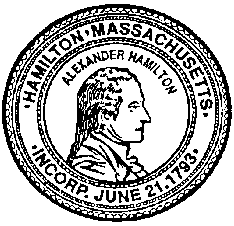 ·HAMILTON·MASSACHUSETTS·
ALEXANDER HAMILTON
·INCORP. JUNE 21, 1793·